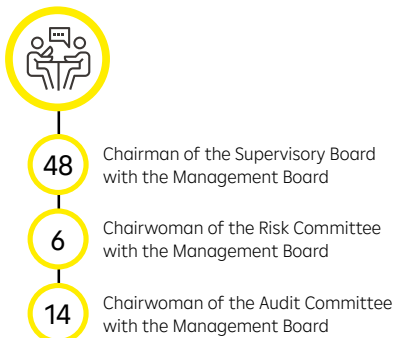 48
Chairman of the Supervisory Board
with the Management Board
6
Chairwoman of the Risk Committee
with the Management Board
14
Chairwoman of the Audit Committee
with the Management Board